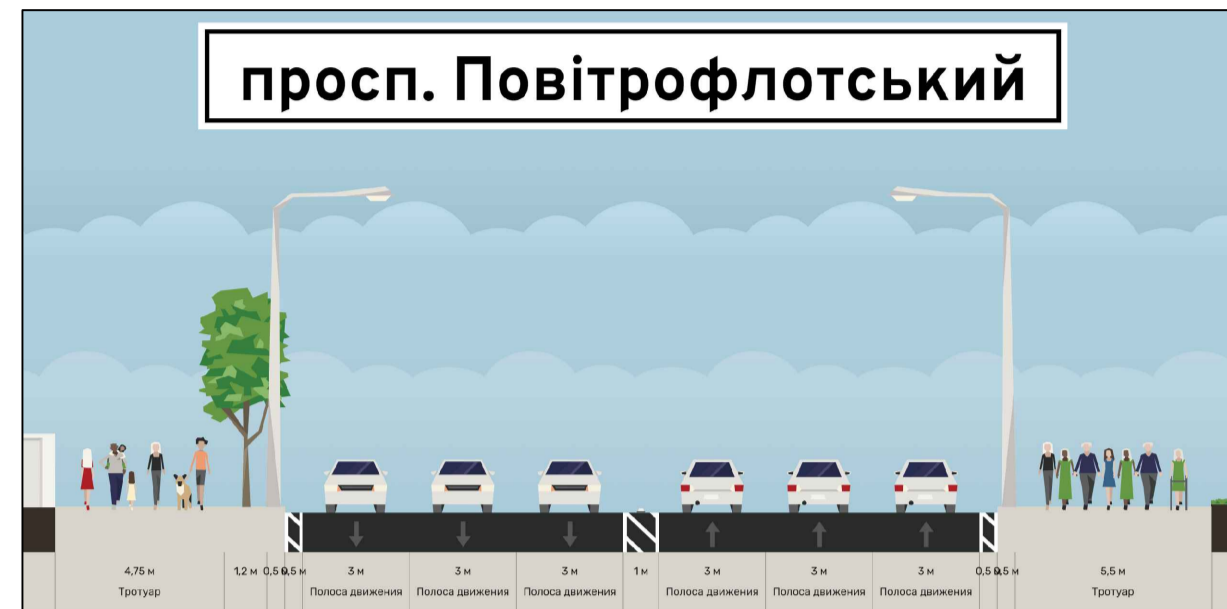 просп. Повітрофлотський
4,75 м 1,2 м 0,5 м 0,5 м 3 м 3 м 3 м 1 м 3 м 3 м 3 м 0,5 м 0,5 м 5,5 м
Тротуар Полоса движения Полоса движения Полоса движения Полоса движения Полоса движения Полоса движения Тротуар